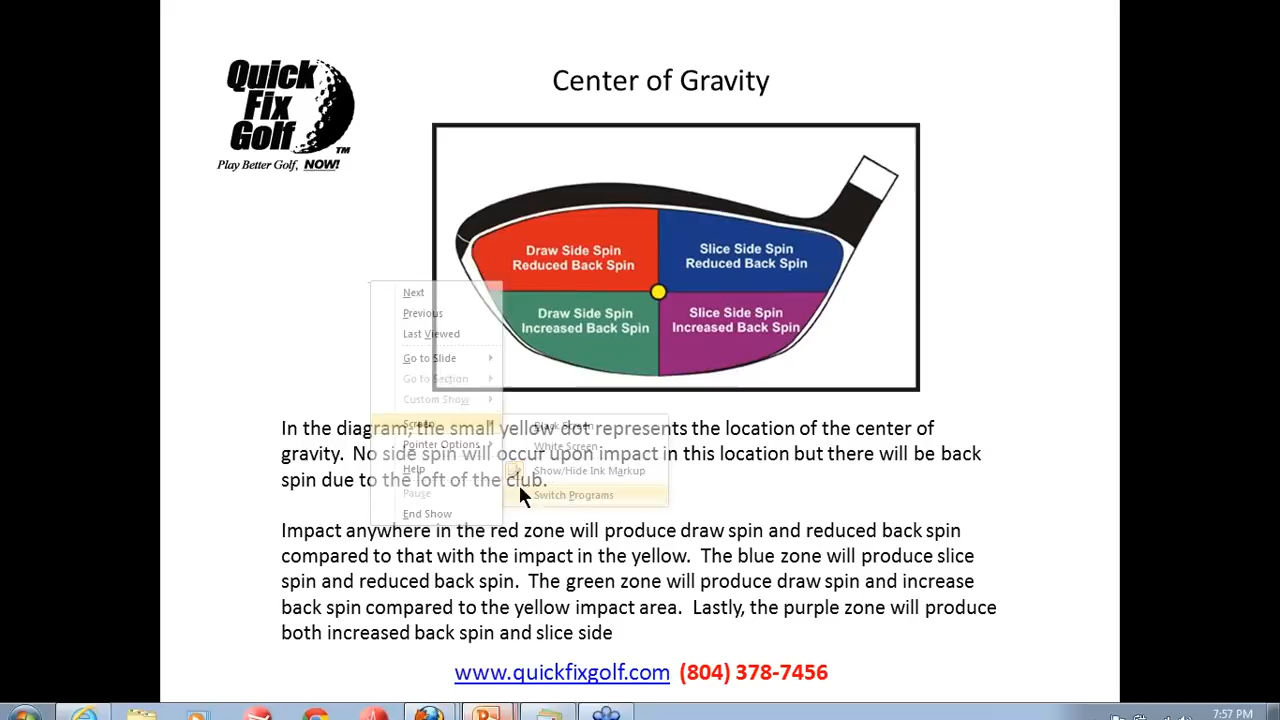 Quick
Fix
Golf
TM
Play Better Golf, NOW!
Center of Gravity
Draw Side Spin
Reduced Back Spin
Slice Side Spin
Reduced Back Spin
Draw Side Spin
Increased Back Spin
Slice Side Spin
Increased Back Spin
Next
Previous
Last Viewed
Go to Slide
Go to Section
Custom Show
Screen
Pointer Options
Help
Pause
End Show
Black Screen
White Screen
Show/Hide Ink Markup
Switch Programs
In the diagram, the small yellow dot represents the location of the center of
gravity. No side spin will occur upon impact in this location but there will be back
spin due to the loft of the club.
Impact anywhere in the red zone will produce draw spin and reduced back spin
compared to that with the impact in the yellow. The blue zone will produce slice
spin and reduced back spin. The green zone will produce draw spin and increase
back spin compared to the yellow impact area. Lastly, the purple zone will produce
both increased back spin and slice side
www.quickfixgolf.com (804) 378-7456
7:57 PM